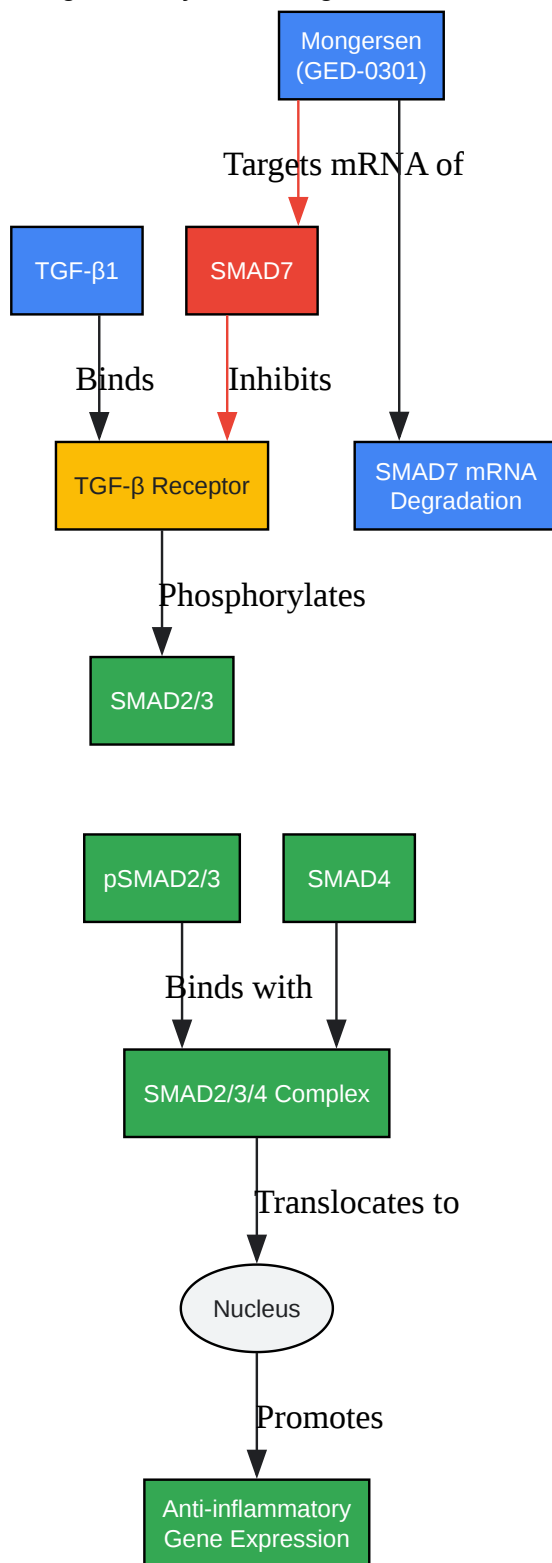 Mongersen
(GED-0301)
Targets mRNA of
TGF-β1
SMAD7
Binds
Inhibits
TGF-β Receptor
SMAD7 mRNA
Degradation
Phosphorylates
SMAD2/3
pSMAD2/3
SMAD4
Binds with
SMAD2/3/4 Complex
Translocates to
Nucleus
Promotes
Anti-inflammatory
Gene Expression